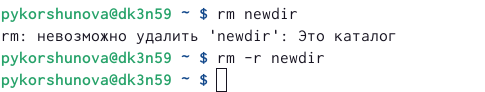 pykorshunova@dk3n59 ~ $ rm newdir
rm: невозможно удалить 'newdir': Это каталог
pykorshunova@dk3n59 ~ $ rm -r newdir
pykorshunova@dk3n59 ~ $